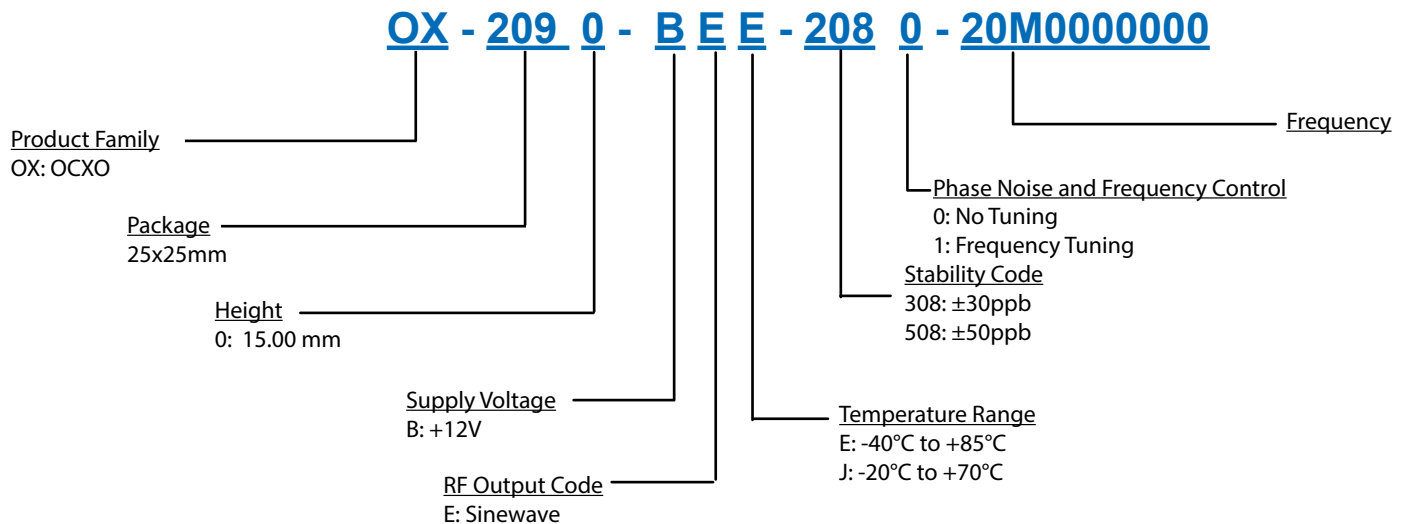 OX - 209 0 - B E E - 208 0 - 20M0000000
Product Family
OX: OCXO
Package
25x25mm
Height
0: 15.00 mm
Supply Voltage
B: +12V
RF Output Code
E: Sinewave
Temperature Range
E: -40°C to +85°C
J: -20°C to +70°C
Stability Code
308: ±30ppb
508: ±50ppb
Phase Noise and Frequency Control
0: No Tuning
1: Frequency Tuning
Frequency